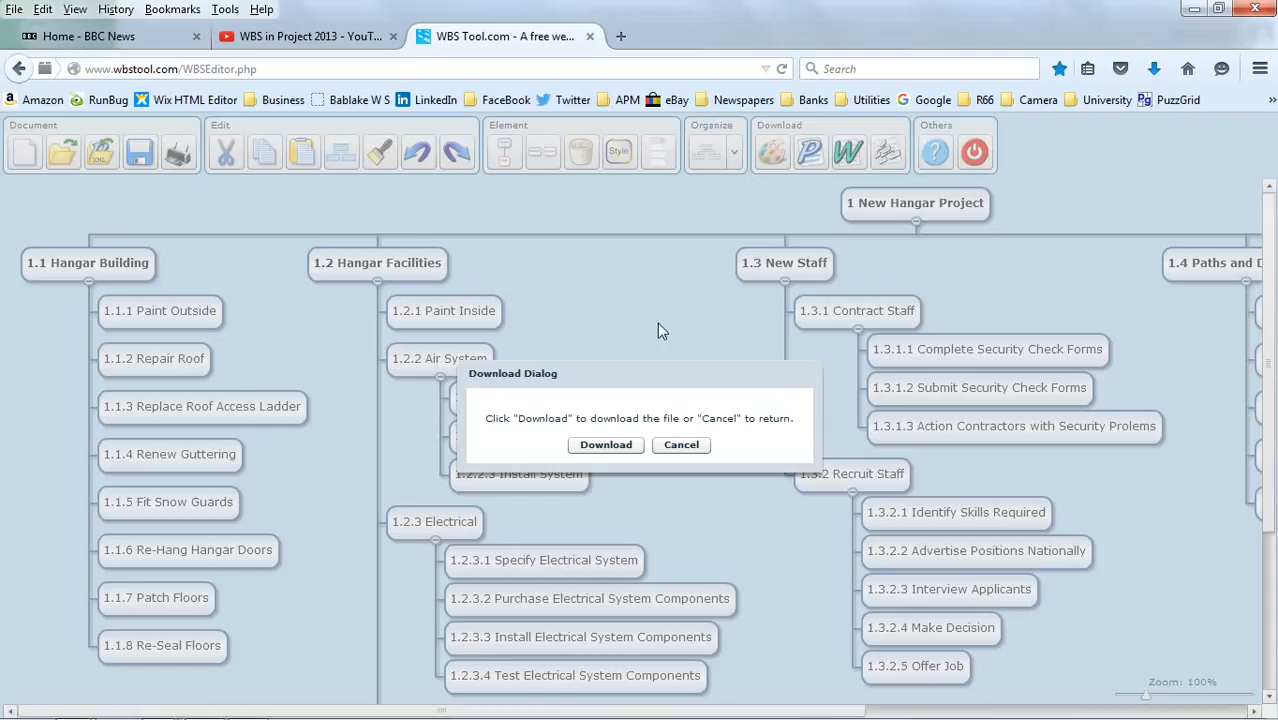 File Edit View History Bookmarks Tools Help
Home - BBC News
WBS in Project 2013 - YouT...
WBS Tool.com - A free we...
www.wbstool.com/WBSEditor.php
Search
Amazon RunBug Wix HTML Editor Business Bablake W S LinkedIn FaceBook Twitter APM eBay Newspapers Banks Utilities Google R66 Camera University PuzzGrid
Document Edit Element Organize Download Others
XML
Style
1 New Hangar Project
1.1 Hangar Building
1.2 Hangar Facilities
1.3 New Staff
1.4 Paths and D
1.1.1 Paint Outside
1.1.2 Repair Roof
1.1.3 Replace Roof Access Ladder
1.1.4 Renew Guttering
1.1.5 Fit Snow Guards
1.1.6 Re-Hang Hangar Doors
1.1.7 Patch Floors
1.1.8 Re-Seal Floors
1.2.1 Paint Inside
1.2.2 Air System
1.2.2.3 Install System
1.2.3 Electrical
1.2.3.1 Specify Electrical System
1.2.3.2 Purchase Electrical System Components
1.2.3.3 Install Electrical System Components
1.2.3.4 Test Electrical System Components
1.3.1 Contract Staff
1.3.1.1 Complete Security Check Forms
1.3.1.2 Submit Security Check Forms
1.3.1.3 Action Contractors with Security Prolems
1.3.2 Recruit Staff
1.3.2.1 Identify Skills Required
1.3.2.2 Advertise Positions Nationally
1.3.2.3 Interview Applicants
1.3.2.4 Make Decision
1.3.2.5 Offer Job
Download Dialog
Click "Download" to download the file or "Cancel" to return.
Download
Cancel
Zoom: 100%